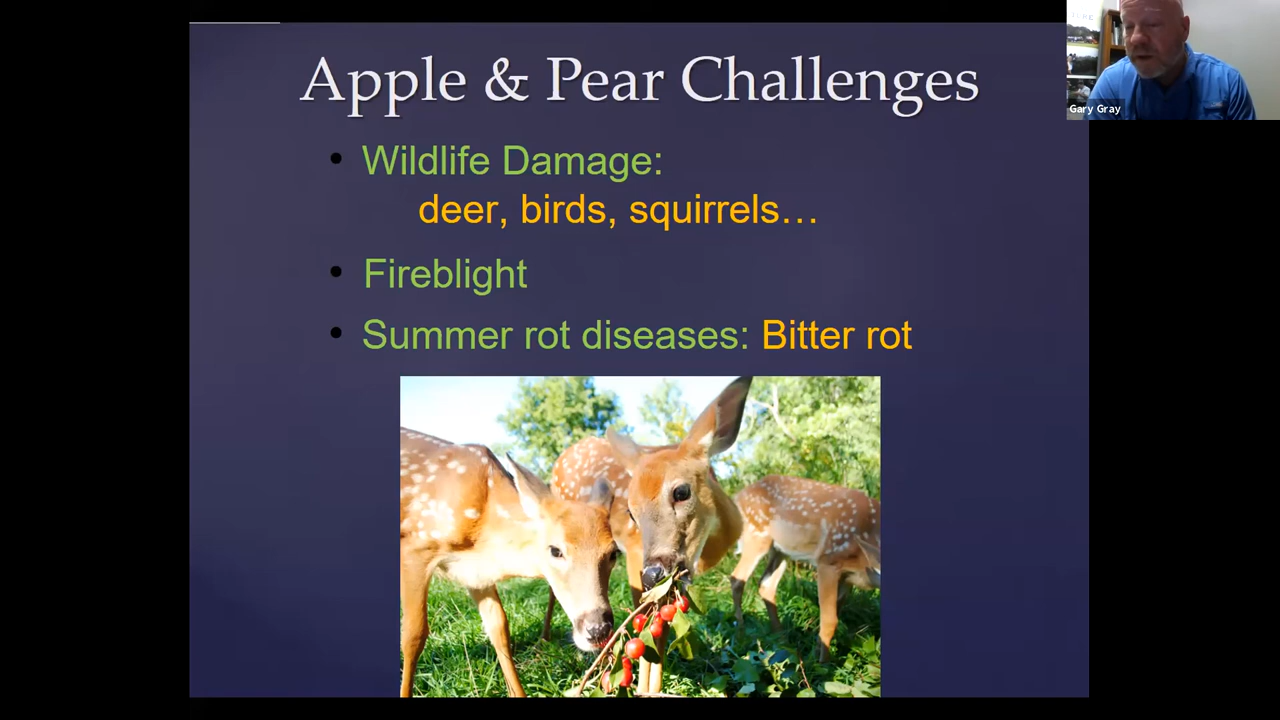 Apple & Pear Challenges
• Wildlife Damage:
deer, birds, squirrels…
• Fireblight
• Summer rot diseases: Bitter rot
Gary Gray